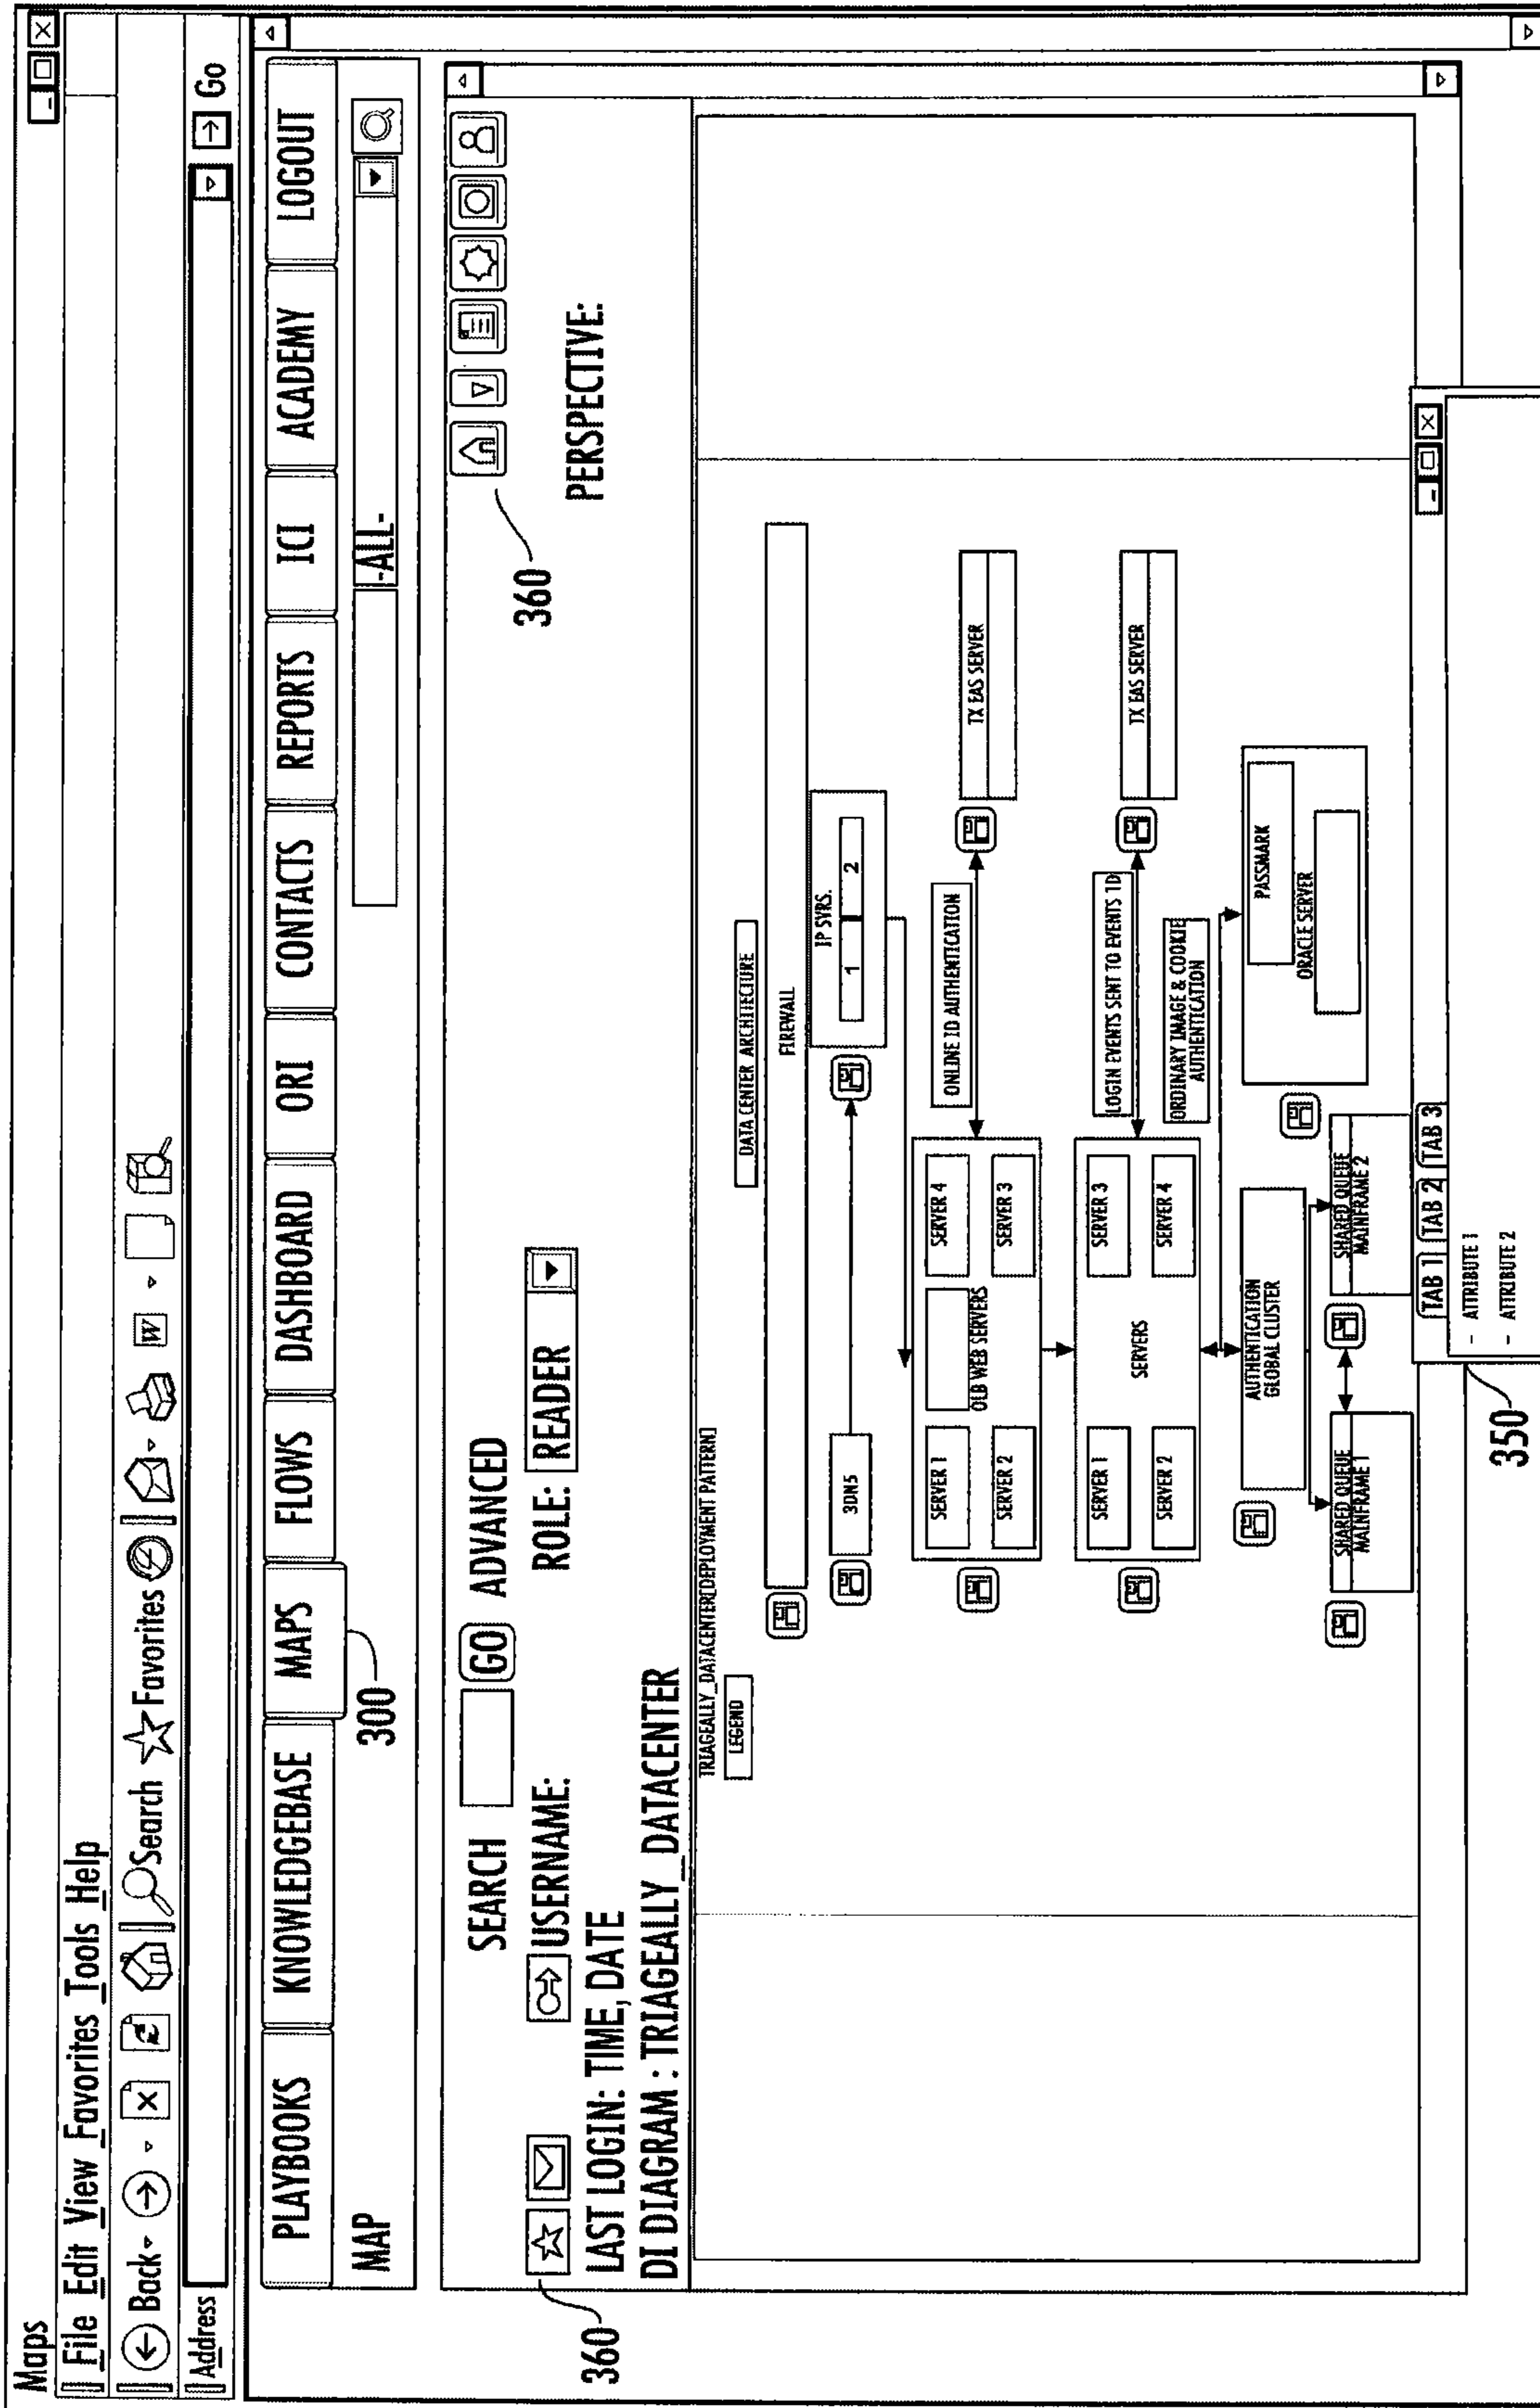 Maps
File Edit View Favorites Tools Help
Back Search Favorites W
Address Go
PLAYBOOKS KNOWLEDGEBASE MAPS FLOWS DASHBOARD ORI CONTACTS REPORTS ICI ACADEMY LOGOUT
300
MAP -ALL-
SEARCH GO ADVANCED
360
360
USERNAME: ROLE: READER PERSPECTIVE:
LAST LOGIN: TIME, DATE
DI DIAGRAM : TRIAGEALLY_DATACENTER
TRIAGEALLY_DATACENTER[DEPLOYMENT PATTERN]
LEGEND
DATA CENTER ARCHITECTURE
FIREWALL
IP SVRS.
3DN5 1 2
SERVER 1 SERVER 4
ONLINE ID AUTHENTICATION
TX EAS SERVER
OLB WEB SERVERS
SERVER 2 SERVER 3
SERVER 1 SERVER 3
LOGIN EVENTS SENT TO EVENTS 1D
TX EAS SERVER
SERVERS
SERVER 2 SERVER 4
ORDINARY IMAGE & COOKIE
AUTHENTICATION
AUTHENTICATION
GLOBAL CLUSTER
PASSMARK
ORACLE SERVER
SHARED QUEUE
MAINFRAME 1
SHARED QUEUE
MAINFRAME 2
TAB 1 TAB 2 TAB 3
350
- ATTRIBUTE 1
- ATTRIBUTE 2